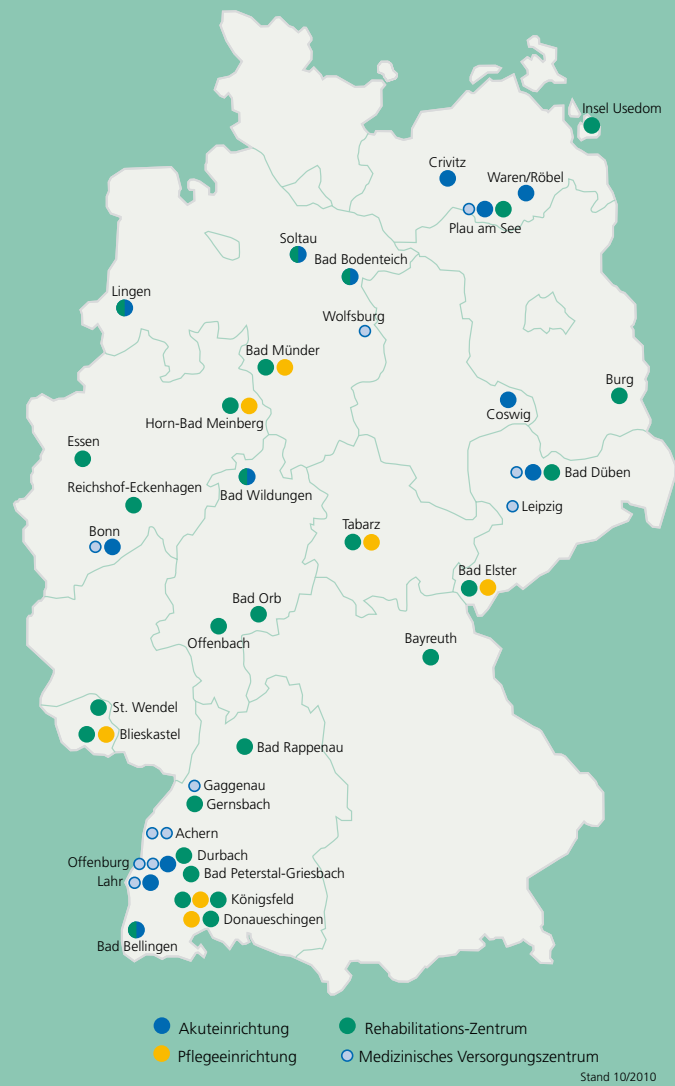 Insel Usedom
Crivitz
Waren/Röbel
Plau am See
Soltau
Bad Bodenteich
Lingen
Wolfsburg
Bad Münder
Burg
Horn-Bad Meinberg
Coswig
Essen
Bad Düben
Reichshof-Eckenhagen
Bad Wildungen
Leipzig
Bonn
Tabarz
Bad Elster
Bad Orb
Offenbach
Bayreuth
St. Wendel
Blieskastel
Bad Rappenau
Gaggenau
Gernsbach
Achern
Durbach
Offenburg
Bad Peterstal-Griesbach
Lahr
Königsfeld
Donaueschingen
Bad Bellingen
Akuteinrichtung
Rehabilitations-Zentrum
Pflegeeinrichtung
Medizinisches Versorgungszentrum
Stand 10/2010